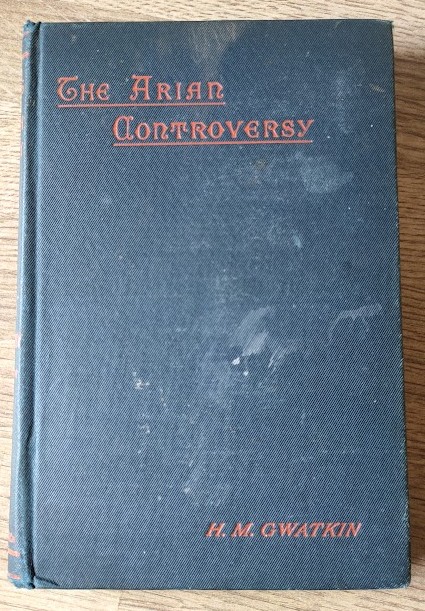 The Arian
Controversy
H. M. GWATKIN